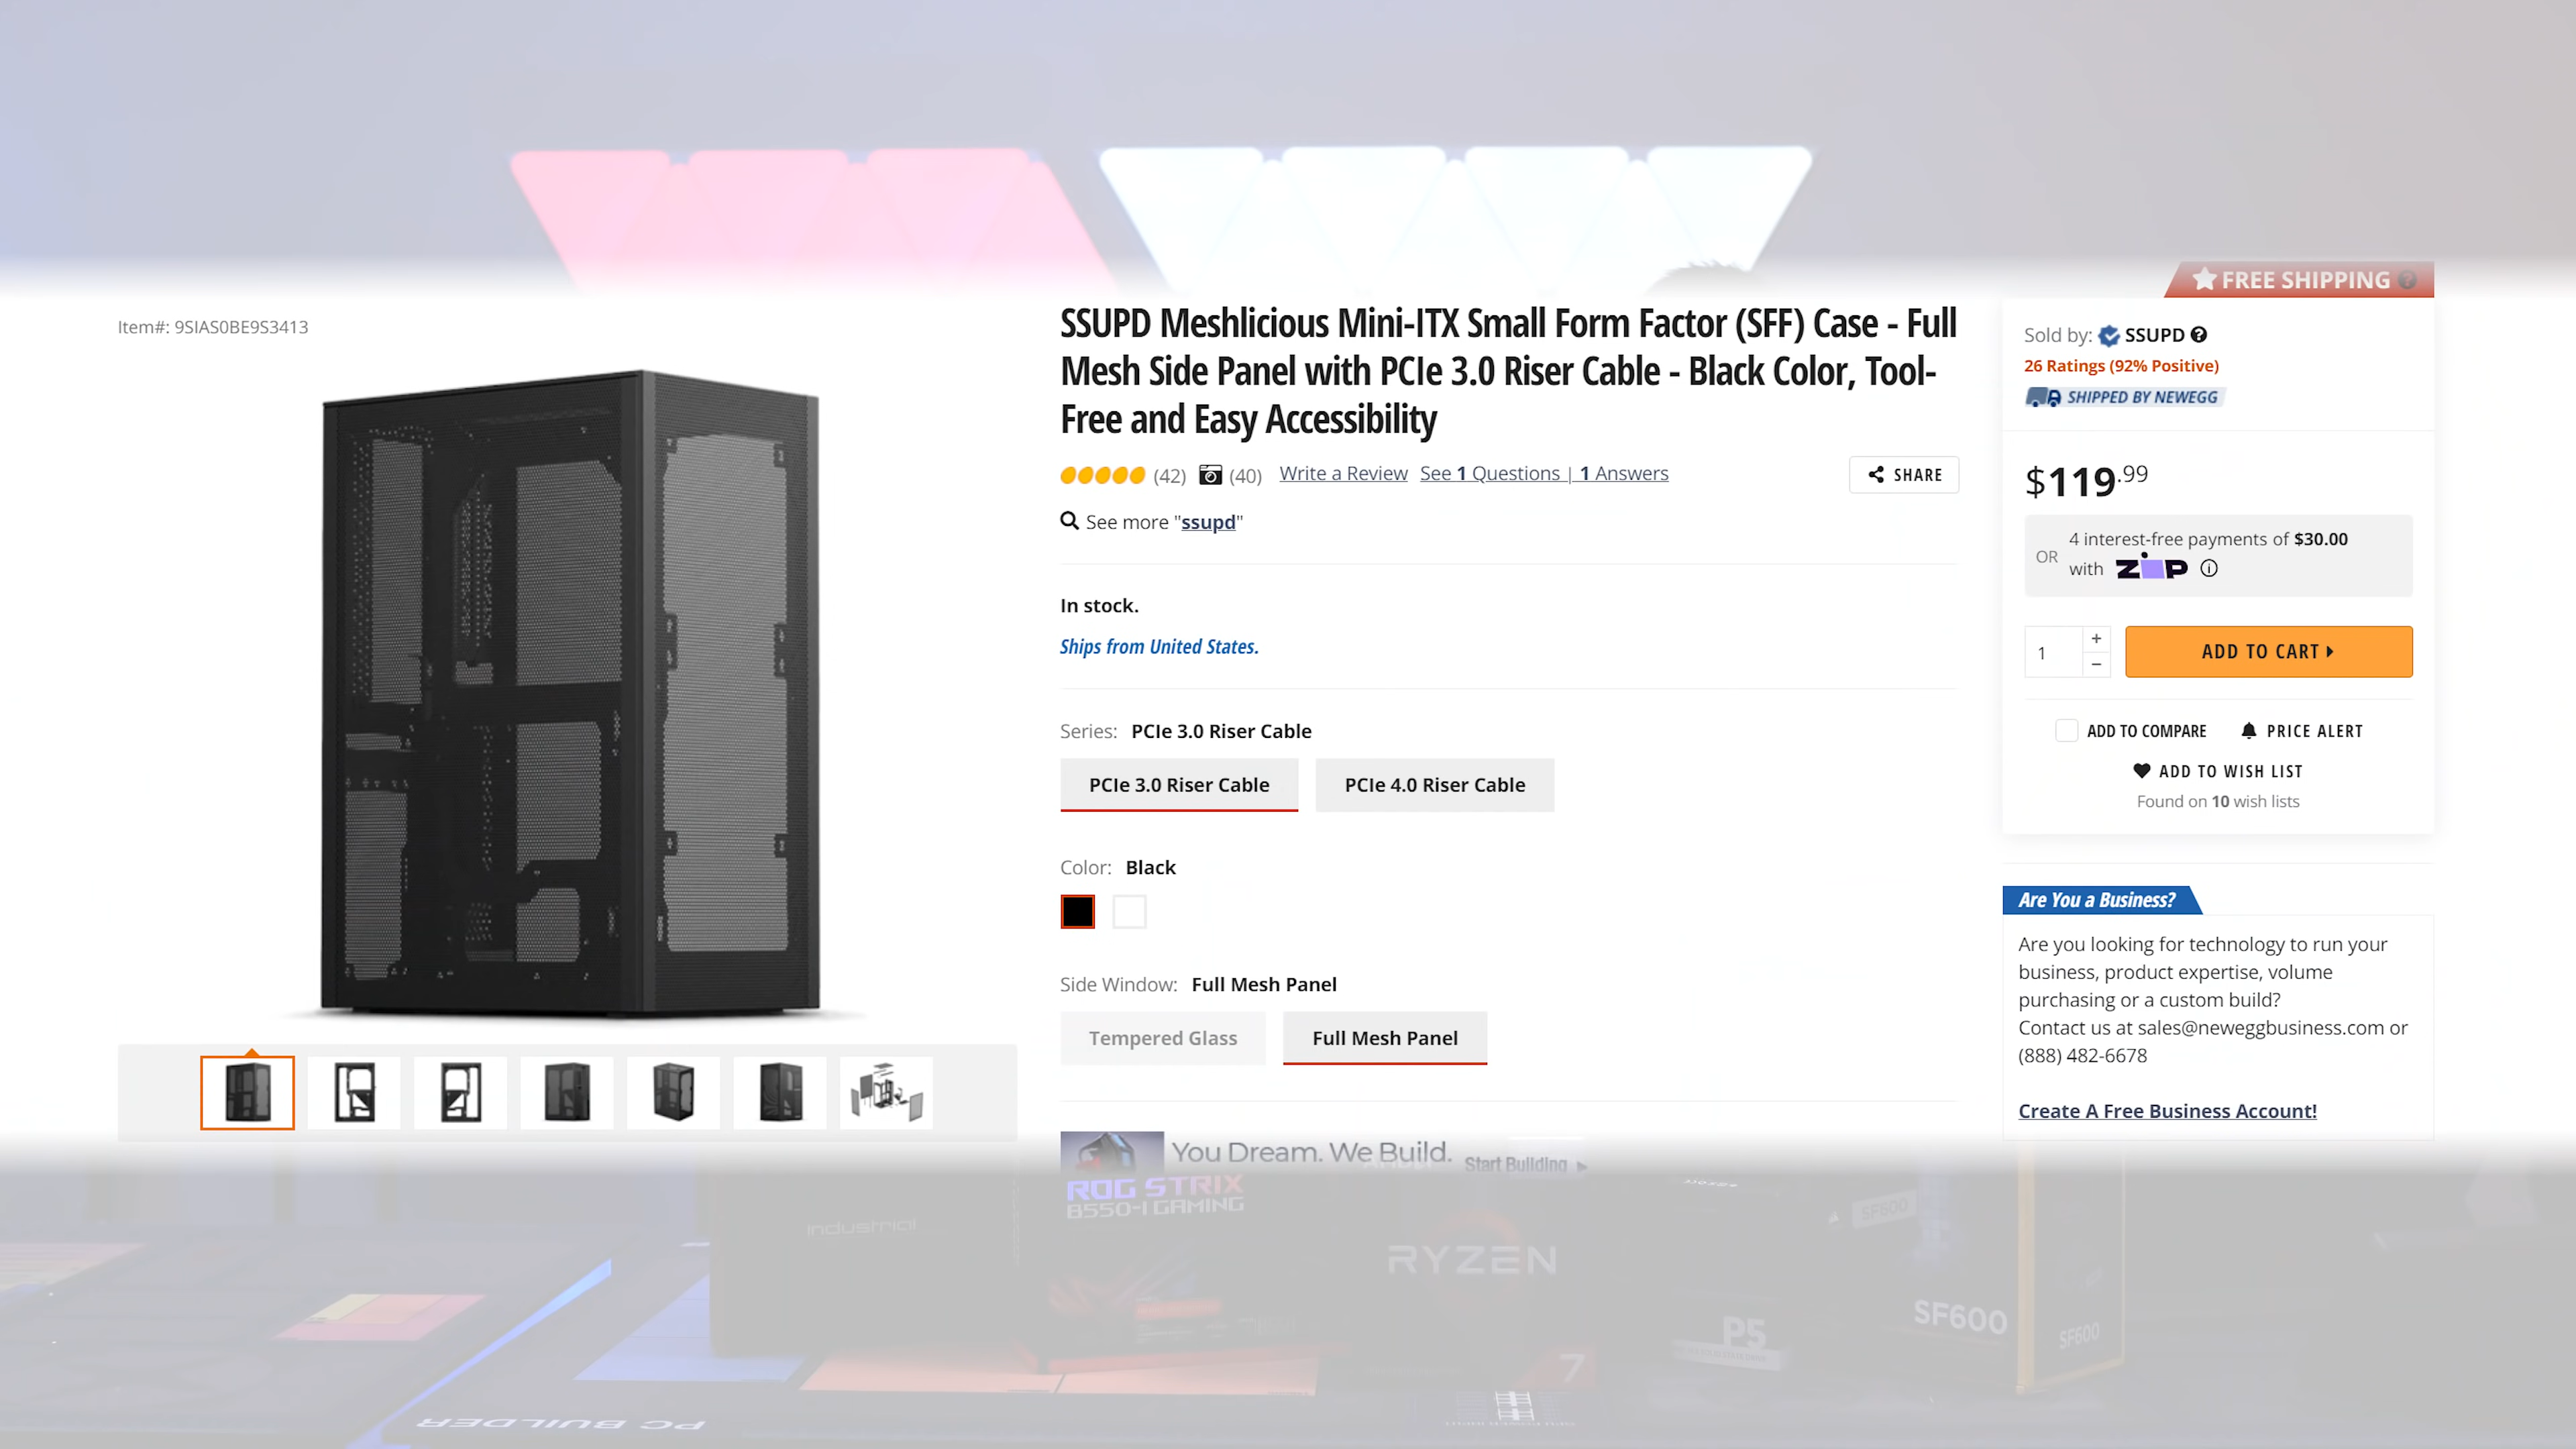 FREE SHIPPING ?
Item#: 9SIAS0BE9S3413
SSUPD Meshlicious Mini-ITX Small Form Factor (SFF) Case - Full
Mesh Side Panel with PCIe 3.0 Riser Cable - Black Color, Tool-
Free and Easy Accessibility
(42) (40) Write a Review See 1 Questions | 1 Answers
SHARE
See more "ssupd"
In stock.
Ships from United States.
Series: PCIe 3.0 Riser Cable
PCIe 3.0 Riser Cable
PCIe 4.0 Riser Cable
Color: Black
Side Window: Full Mesh Panel
Tempered Glass
Full Mesh Panel
Sold by: SSUPD ?
26 Ratings (92% Positive)
SHIPPED BY NEWEGG
$119.99
OR
4 interest-free payments of $30.00
with ZIP
1
+
−
ADD TO CART
ADD TO COMPARE
PRICE ALERT
ADD TO WISH LIST
Found on 10 wish lists
Are You a Business?
Are you looking for technology to run your
business, product expertise, volume
purchasing or a custom build?
Contact us at sales@neweggbusiness.com or
(888) 482-6678
Create A Free Business Account!
You Dream. We Build.
Start Building
ROG STRIX
B550-I GAMING
industrial
RYZEN
7
P5
SF600
SF600
SF600
PC BUILDER